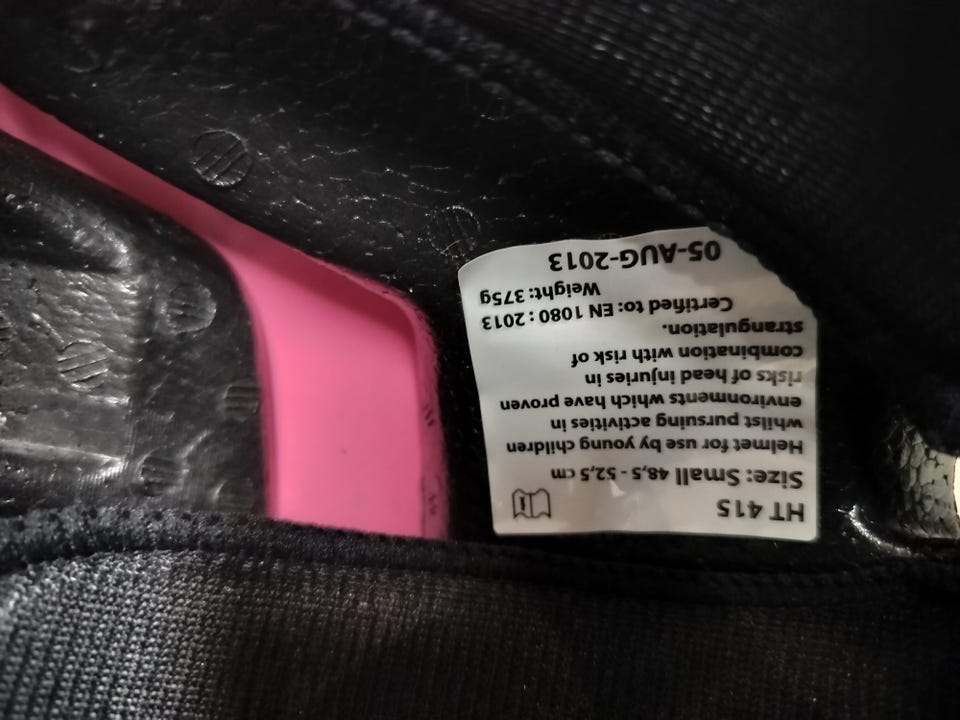 HT 415
Size: Small 48,5 - 52,5 cm
Helmet for use by young children
whilst pursuing activities in
environments which have proven
risks of head injuries in
combination with risk of
strangulation.
Certified to: EN 1080 : 2013
Weight: 375g
05-AUG-2013